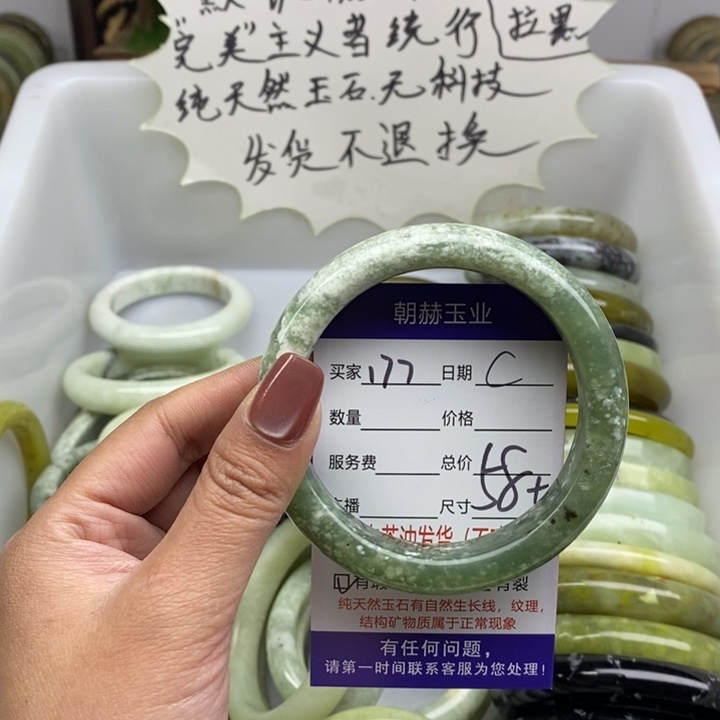 "完美"主义者绕行 拉黑
纯天然玉石.无科技
发货不退换
朝赫玉业
买家 177 日期 C
数量 价格
服务费 总价
主播 尺寸 58+
纯天然玉石有自然生长线，纹理，
结构矿物质属于正常现象
有任何问题，
请第一时间联系客服为您处理！